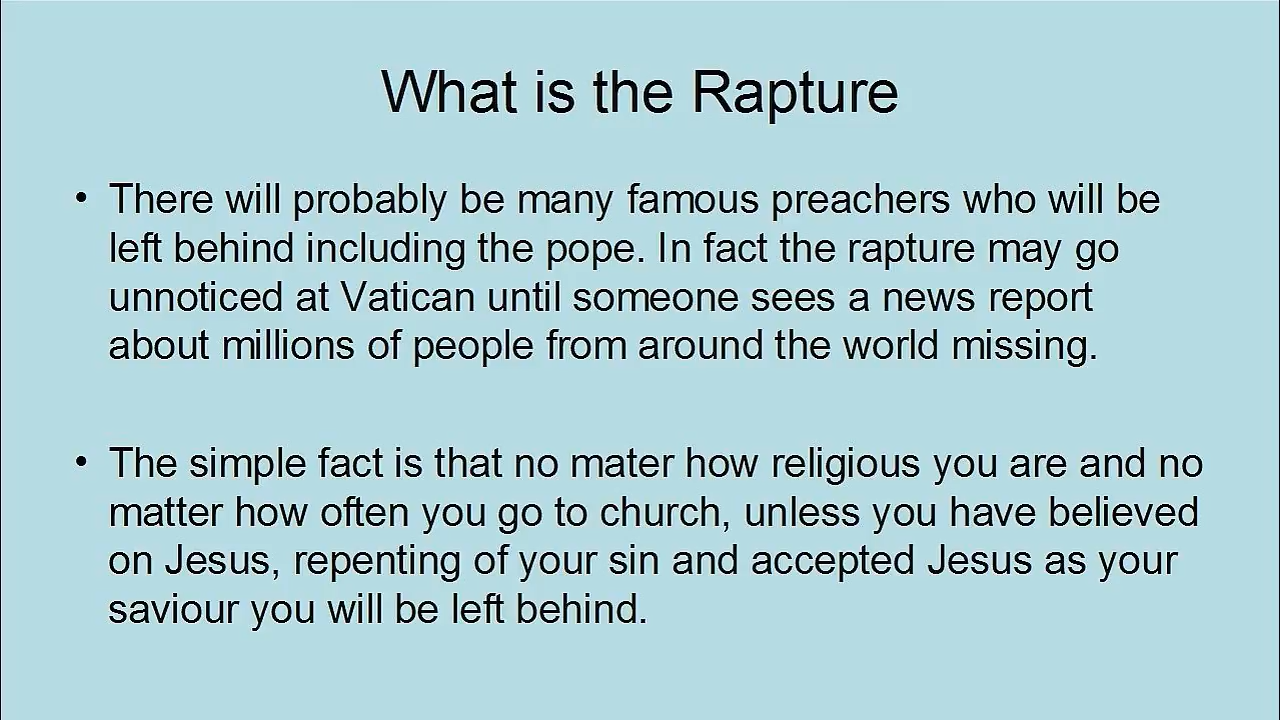 What is the Rapture
• There will probably be many famous preachers who will be
left behind including the pope. In fact the rapture may go
unnoticed at Vatican until someone sees a news report
about millions of people from around the world missing.
• The simple fact is that no mater how religious you are and no
matter how often you go to church, unless you have believed
on Jesus, repenting of your sin and accepted Jesus as your
saviour you will be left behind.